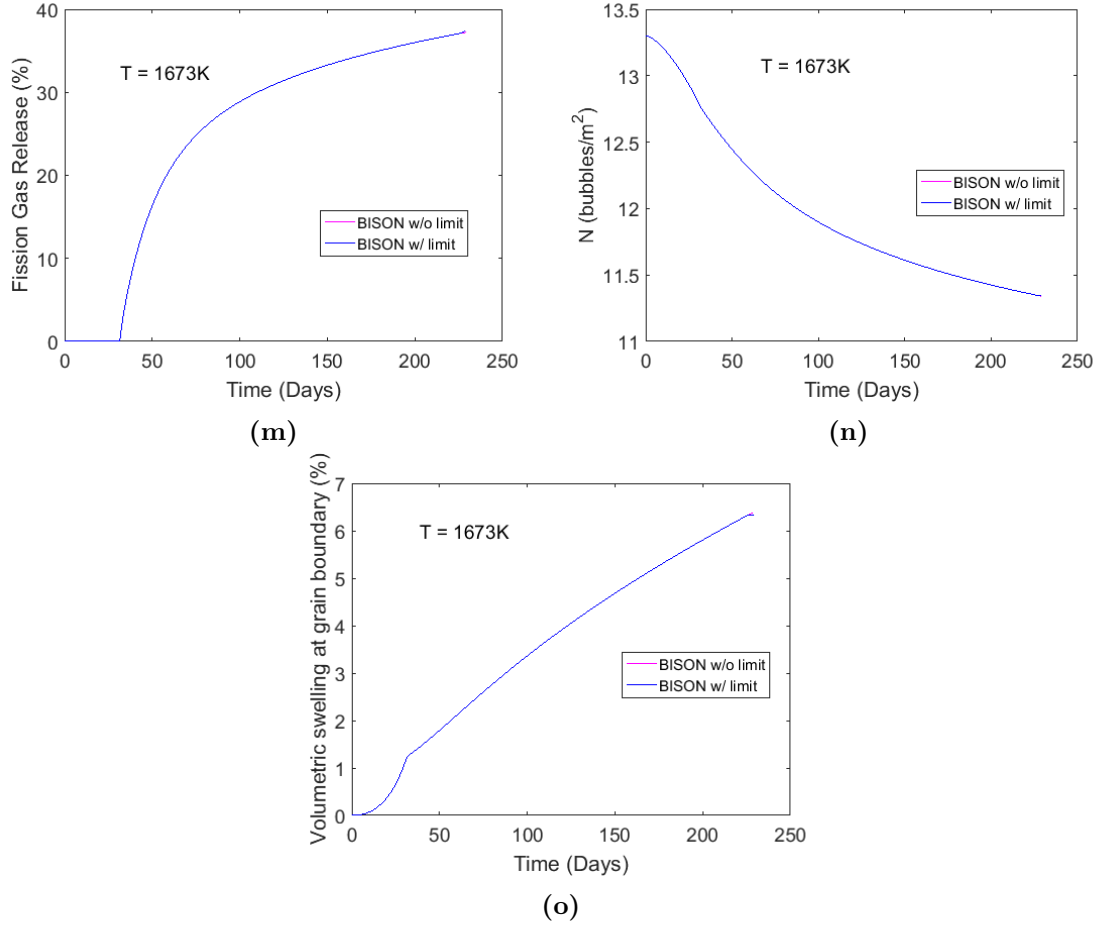 40
30
20
10
0
0 50 100 150 200 250
Fission Gas Release (%)
T = 1673K
BISON w/o limit
BISON w/ limit
Time (Days)
(m)
13.5
13
12.5
12
11.5
11
0 50 100 150 200 250
N (bubbles/m²)
T = 1673K
BISON w/o limit
BISON w/ limit
Time (Days)
(n)
7
6
5
4
3
2
1
0
0 50 100 150 200 250
Volumetric swelling at grain boundary (%)
T = 1673K
BISON w/o limit
BISON w/ limit
Time (Days)
(o)